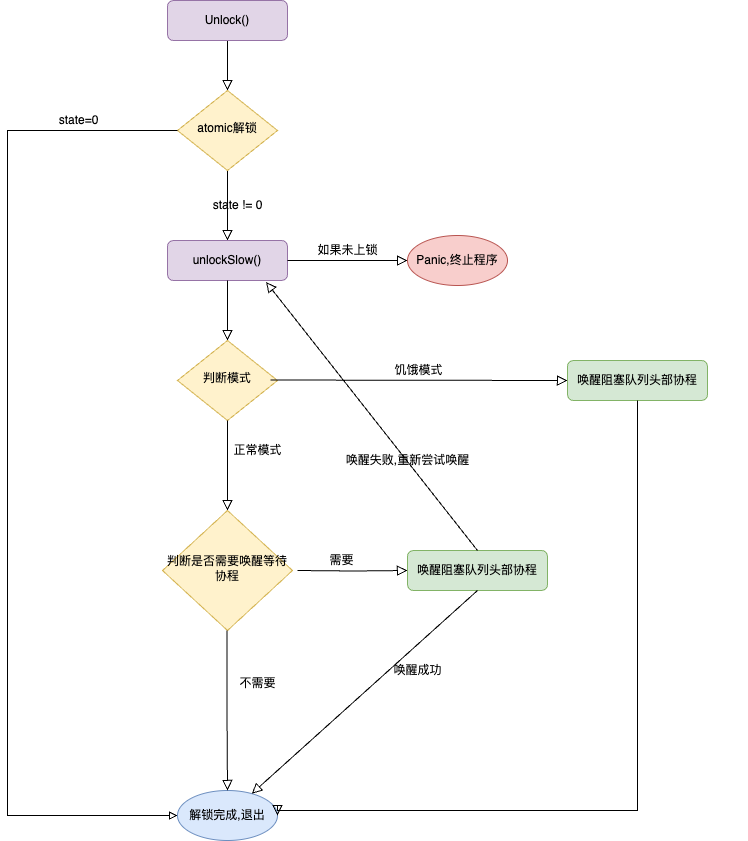 Unlock()
state=0
atomic解锁
state != 0
unlockSlow()
如果未上锁
Panic,终止程序
判断模式
饥饿模式
唤醒阻塞队列头部协程
正常模式
唤醒失败,重新尝试唤醒
判断是否需要唤醒等待
协程
需要
唤醒阻塞队列头部协程
唤醒成功
不需要
解锁完成,退出